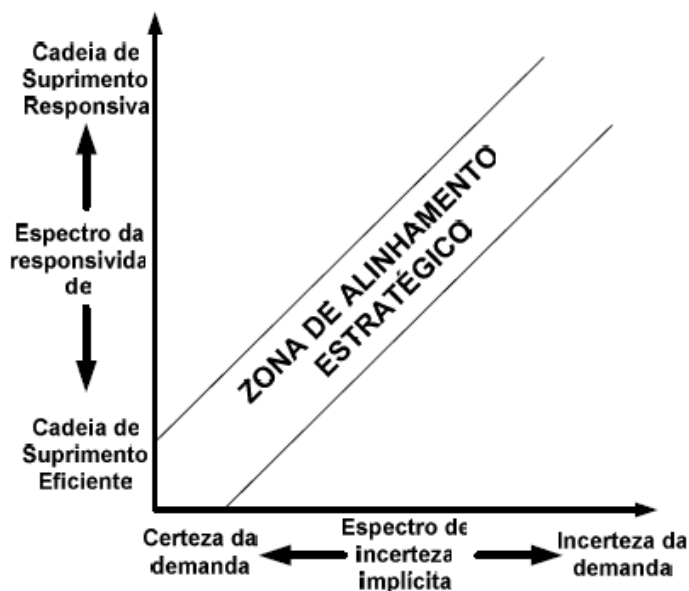 Cadeia de
Suprimento
Responsiva
Espectro da
responsivida
de
Cadeia de
Suprimento
Eficiente
ZONA DE ALINHAMENTO
ESTRATÉGICO
Certeza da
demanda
Espectro de
incerteza
implícita
Incerteza da
demanda